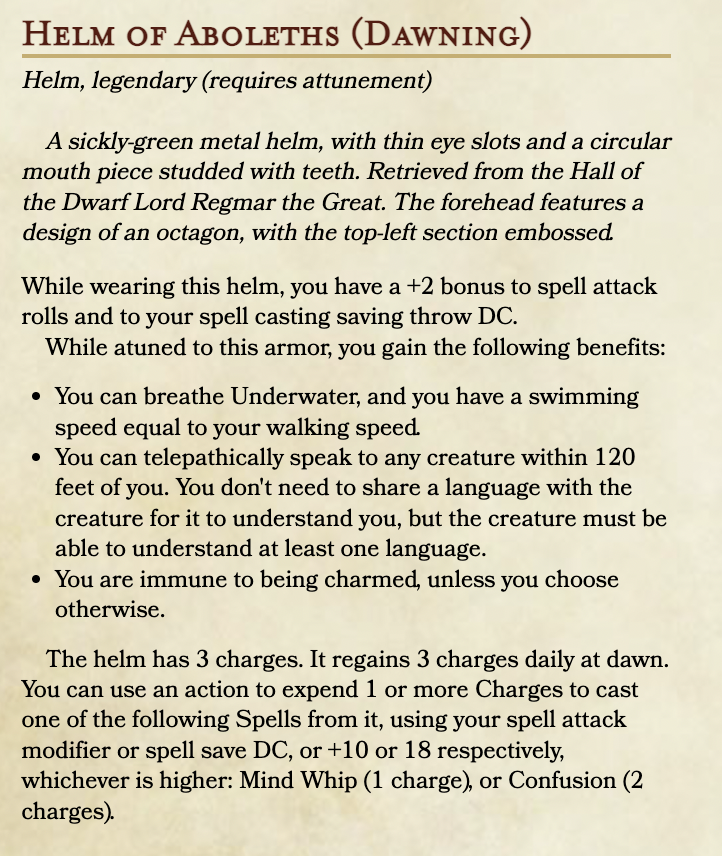 Helm of Aboleths (Dawning)
Helm, legendary (requires attunement)
A sickly-green metal helm, with thin eye slots and a circular
mouth piece studded with teeth. Retrieved from the Hall of
the Dwarf Lord Regmar the Great. The forehead features a
design of an octagon, with the top-left section embossed.
While wearing this helm, you have a +2 bonus to spell attack
rolls and to your spell casting saving throw DC.
While atuned to this armor, you gain the following benefits:
• You can breathe Underwater, and you have a swimming
speed equal to your walking speed.
• You can telepathically speak to any creature within 120
feet of you. You don't need to share a language with the
creature for it to understand you, but the creature must be
able to understand at least one language.
• You are immune to being charmed, unless you choose
otherwise.
The helm has 3 charges. It regains 3 charges daily at dawn.
You can use an action to expend 1 or more Charges to cast
one of the following Spells from it, using your spell attack
modifier or spell save DC, or +10 or 18 respectively,
whichever is higher: Mind Whip (1 charge), or Confusion (2
charges).